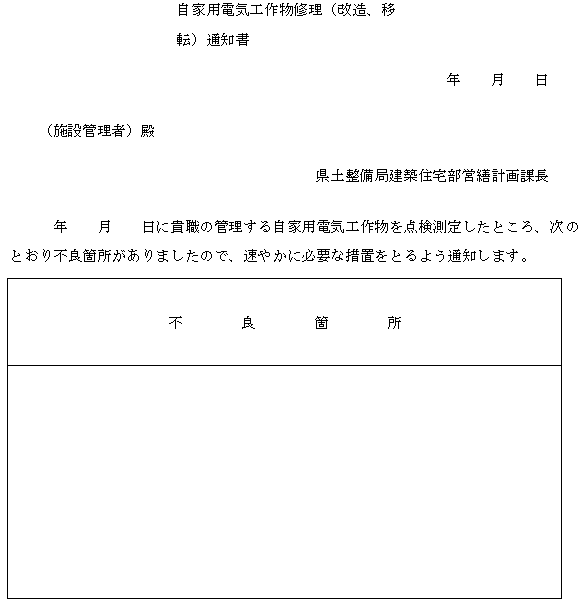 自家用電気工作物修理（改造、移
転）通知書
年　　月　　日
（施設管理者）殿
県土整備局建築住宅部営繕計画課長
年　　月　　日に貴職の管理する自家用電気工作物を点検測定したところ、次の
とおり不良箇所がありましたので、速やかに必要な措置をとるよう通知します。
不　　　　良　　　　箇　　　　所